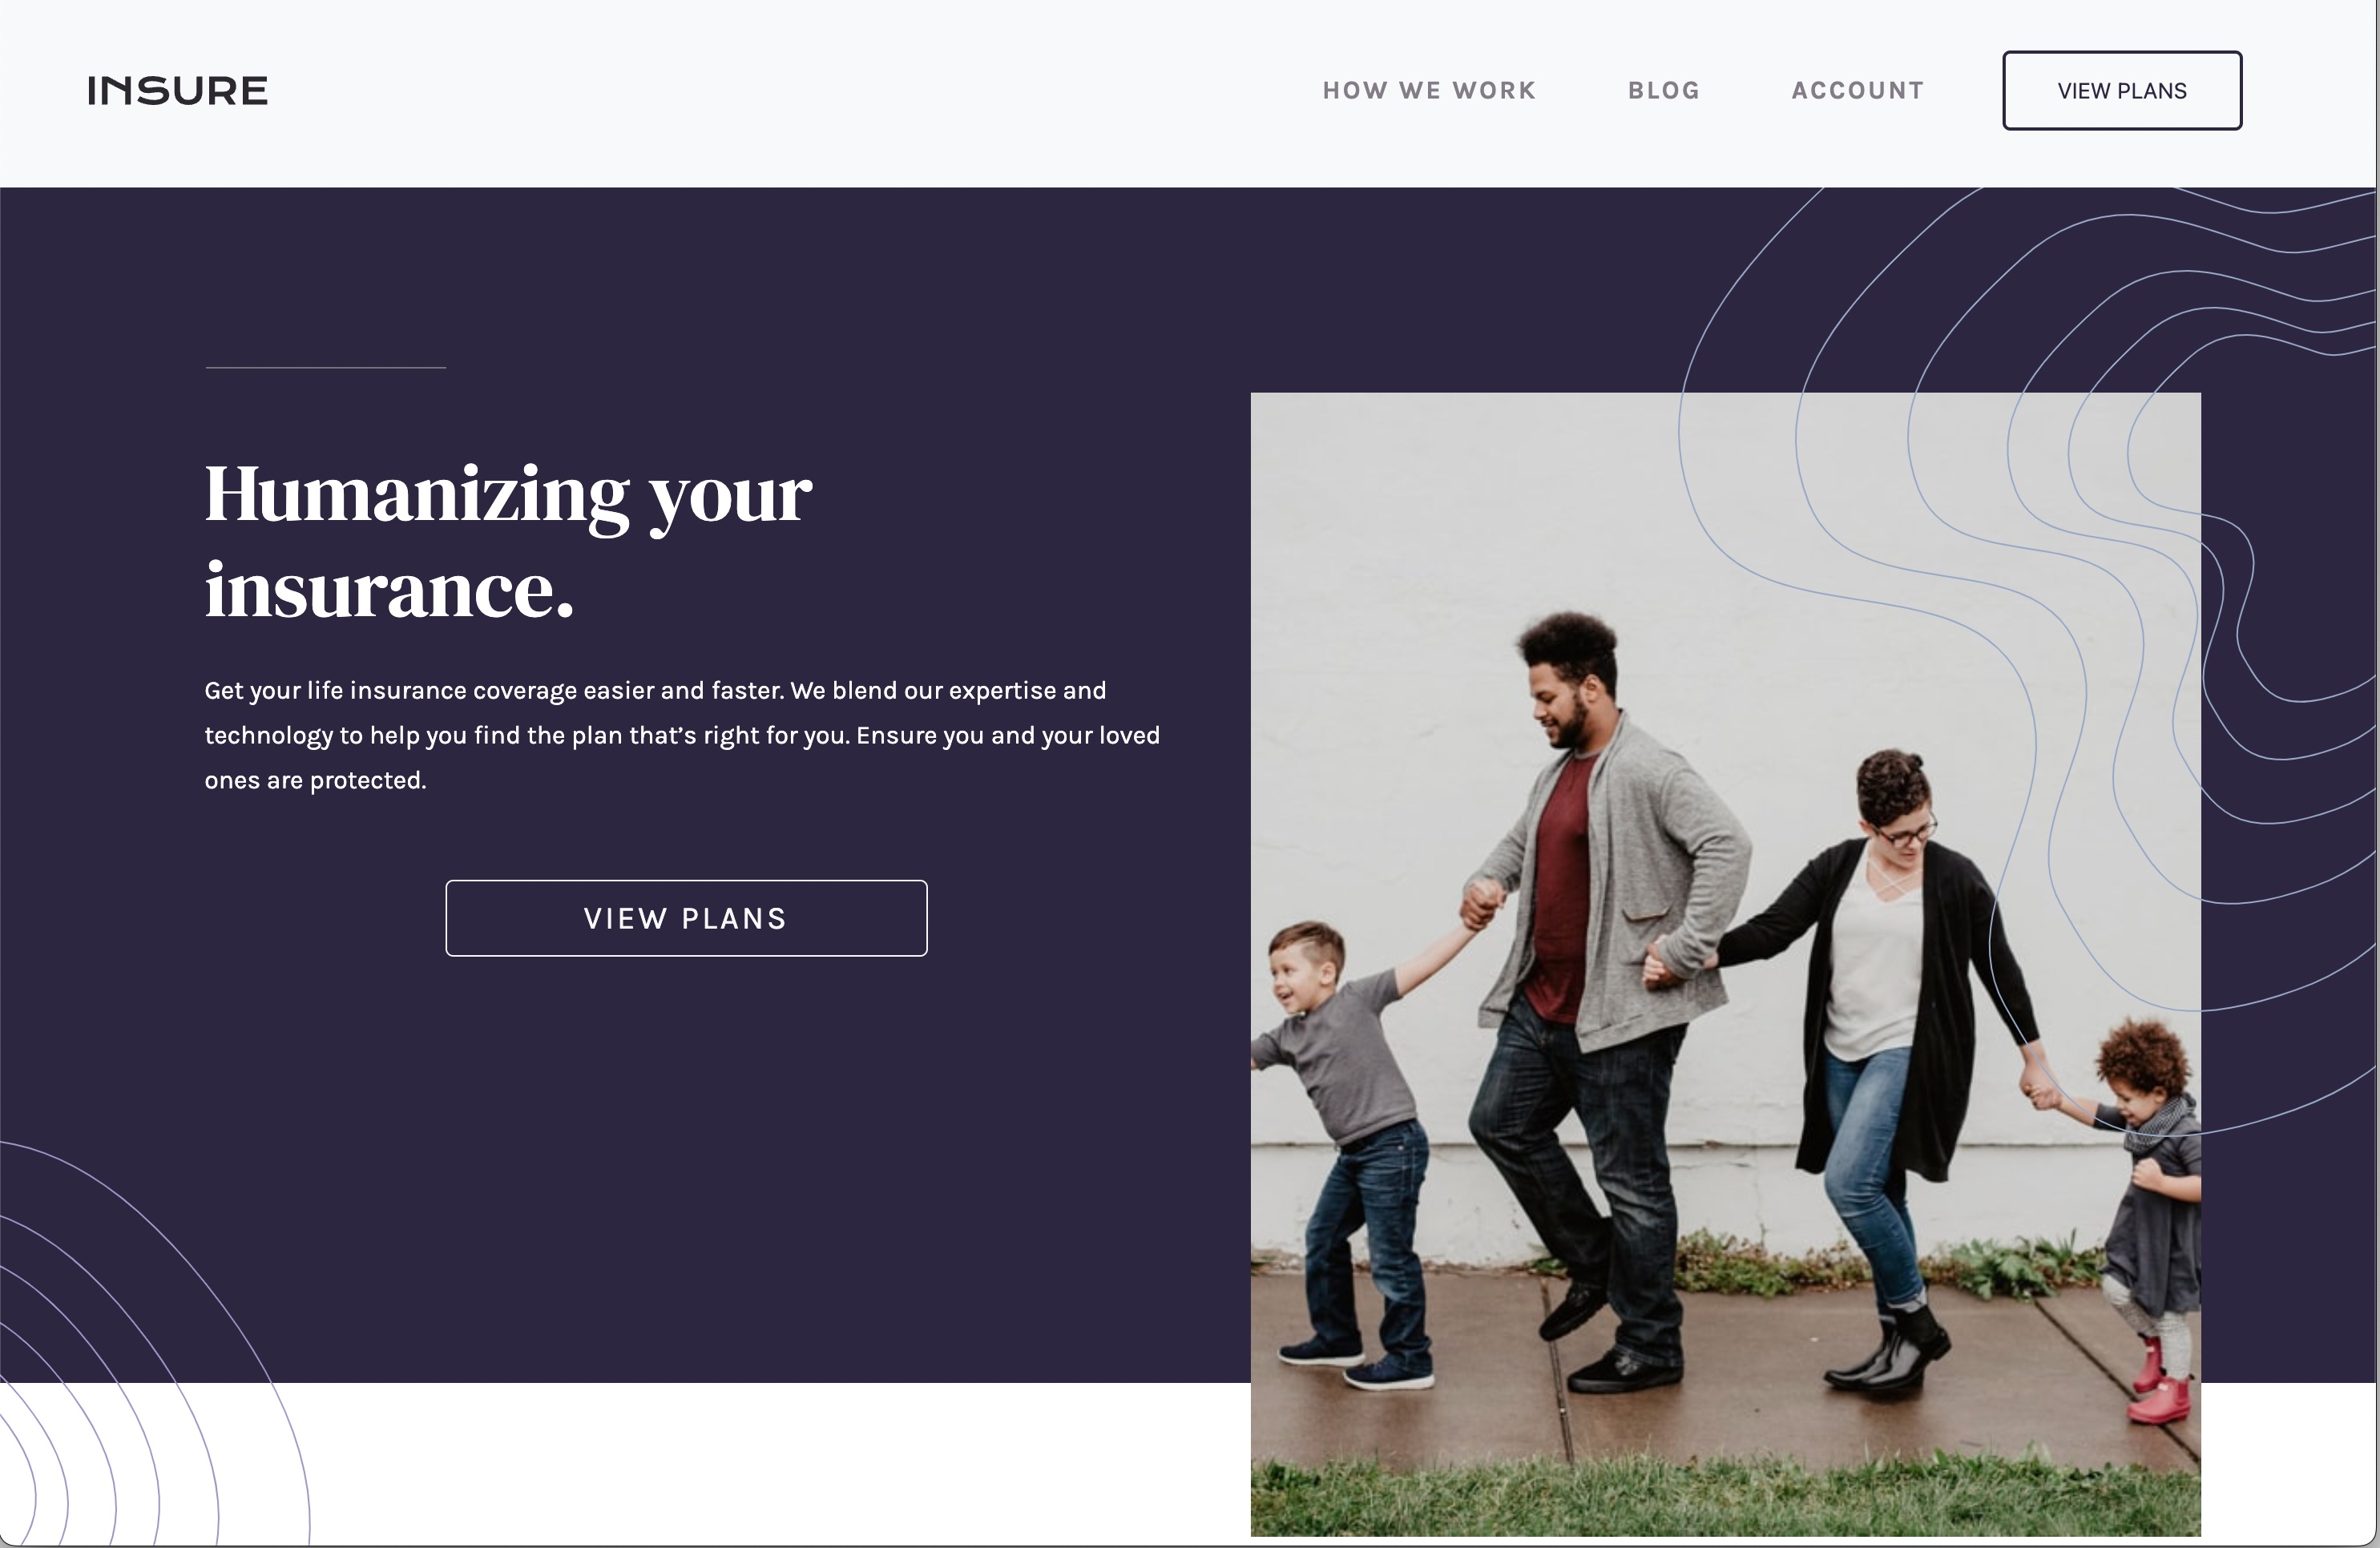 INSURE
HOW WE WORK
BLOG
ACCOUNT
VIEW PLANS
Humanizing your
insurance.
Get your life insurance coverage easier and faster. We blend our expertise and
technology to help you find the plan that’s right for you. Ensure you and your loved
ones are protected.
VIEW PLANS